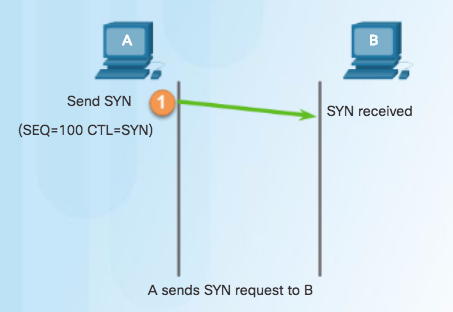 A
B
Send SYN
1
SYN received
(SEQ=100 CTL=SYN)
A sends SYN request to B